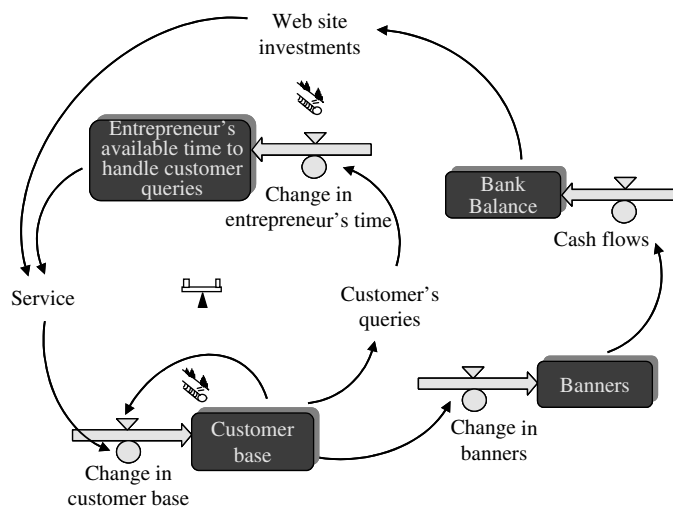 Web site
investments
Entrepreneur's
available time to
handle customer
queries
Change in
entrepreneur's time
Bank
Balance
Cash flows
Service
Customer's
queries
Banners
Change in
banners
Customer
base
Change in
customer base